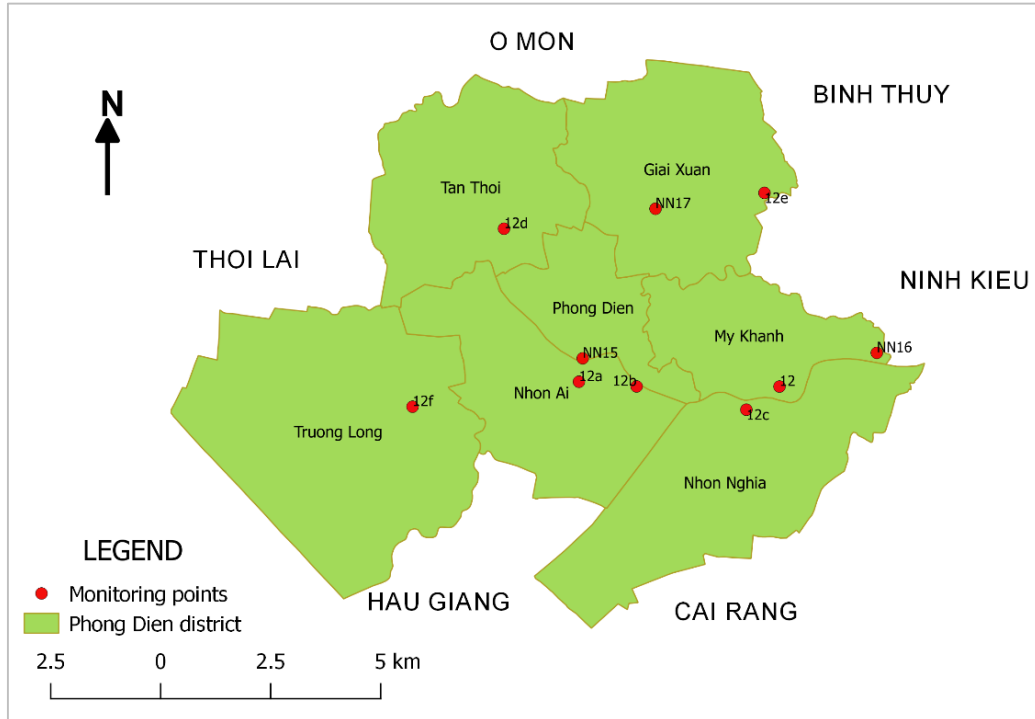 O MON
BINH THUY
N
Giai Xuan
Tan Thoi
12e
NN17
12d
THOI LAI
NINH KIEU
Phong Dien
My Khanh
NN16
NN15
12a
12b
12
Nhon Ai
12f
12c
Truong Long
Nhon Nghia
LEGEND
Monitoring points
HAU GIANG
CAI RANG
Phong Dien district
2.5 0 2.5 5 km